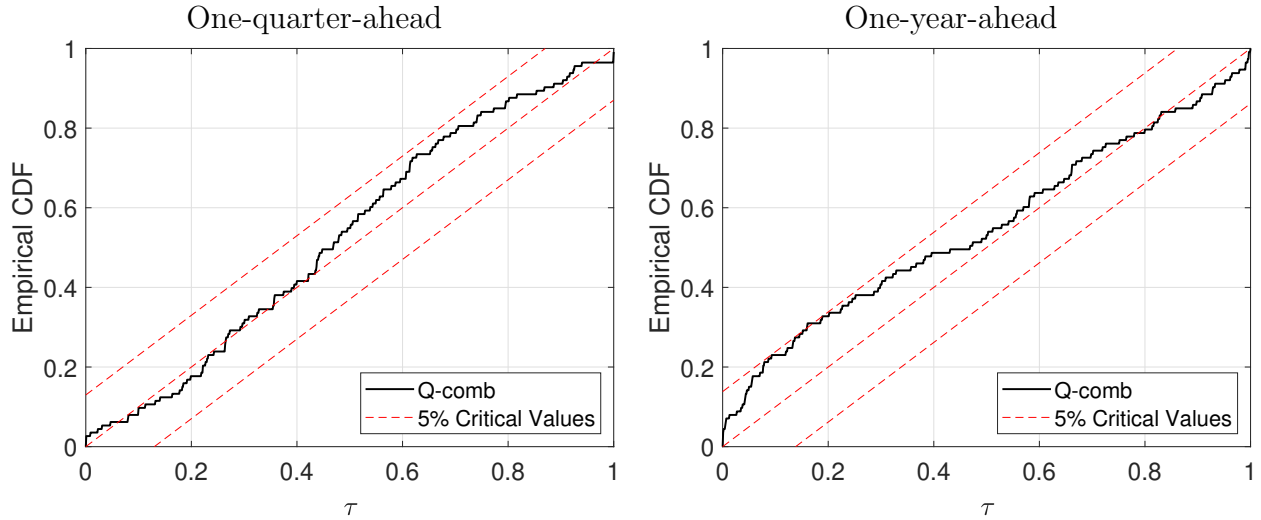 One-quarter-ahead
1
0.8
0.6
0.4
0.2
0
Empirical CDF
0 0.2 0.4 0.6 0.8 1
τ
Q-comb
5% Critical Values
One-year-ahead
1
0.8
0.6
0.4
0.2
0
Empirical CDF
0 0.2 0.4 0.6 0.8 1
τ
Q-comb
5% Critical Values